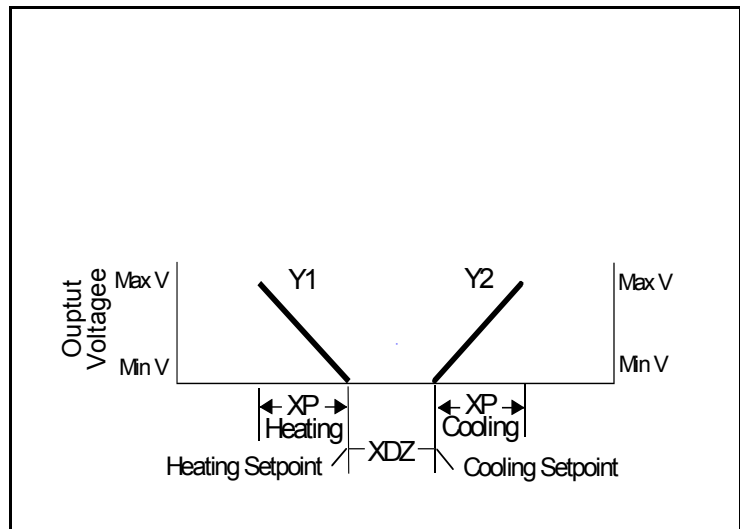 Ouptut
Voltagee
Max V
Y1
Y2
Max V
Min V
Min V
XP
Heating
XP
Cooling
Heating Setpoint
XDZ
Cooling Setpoint